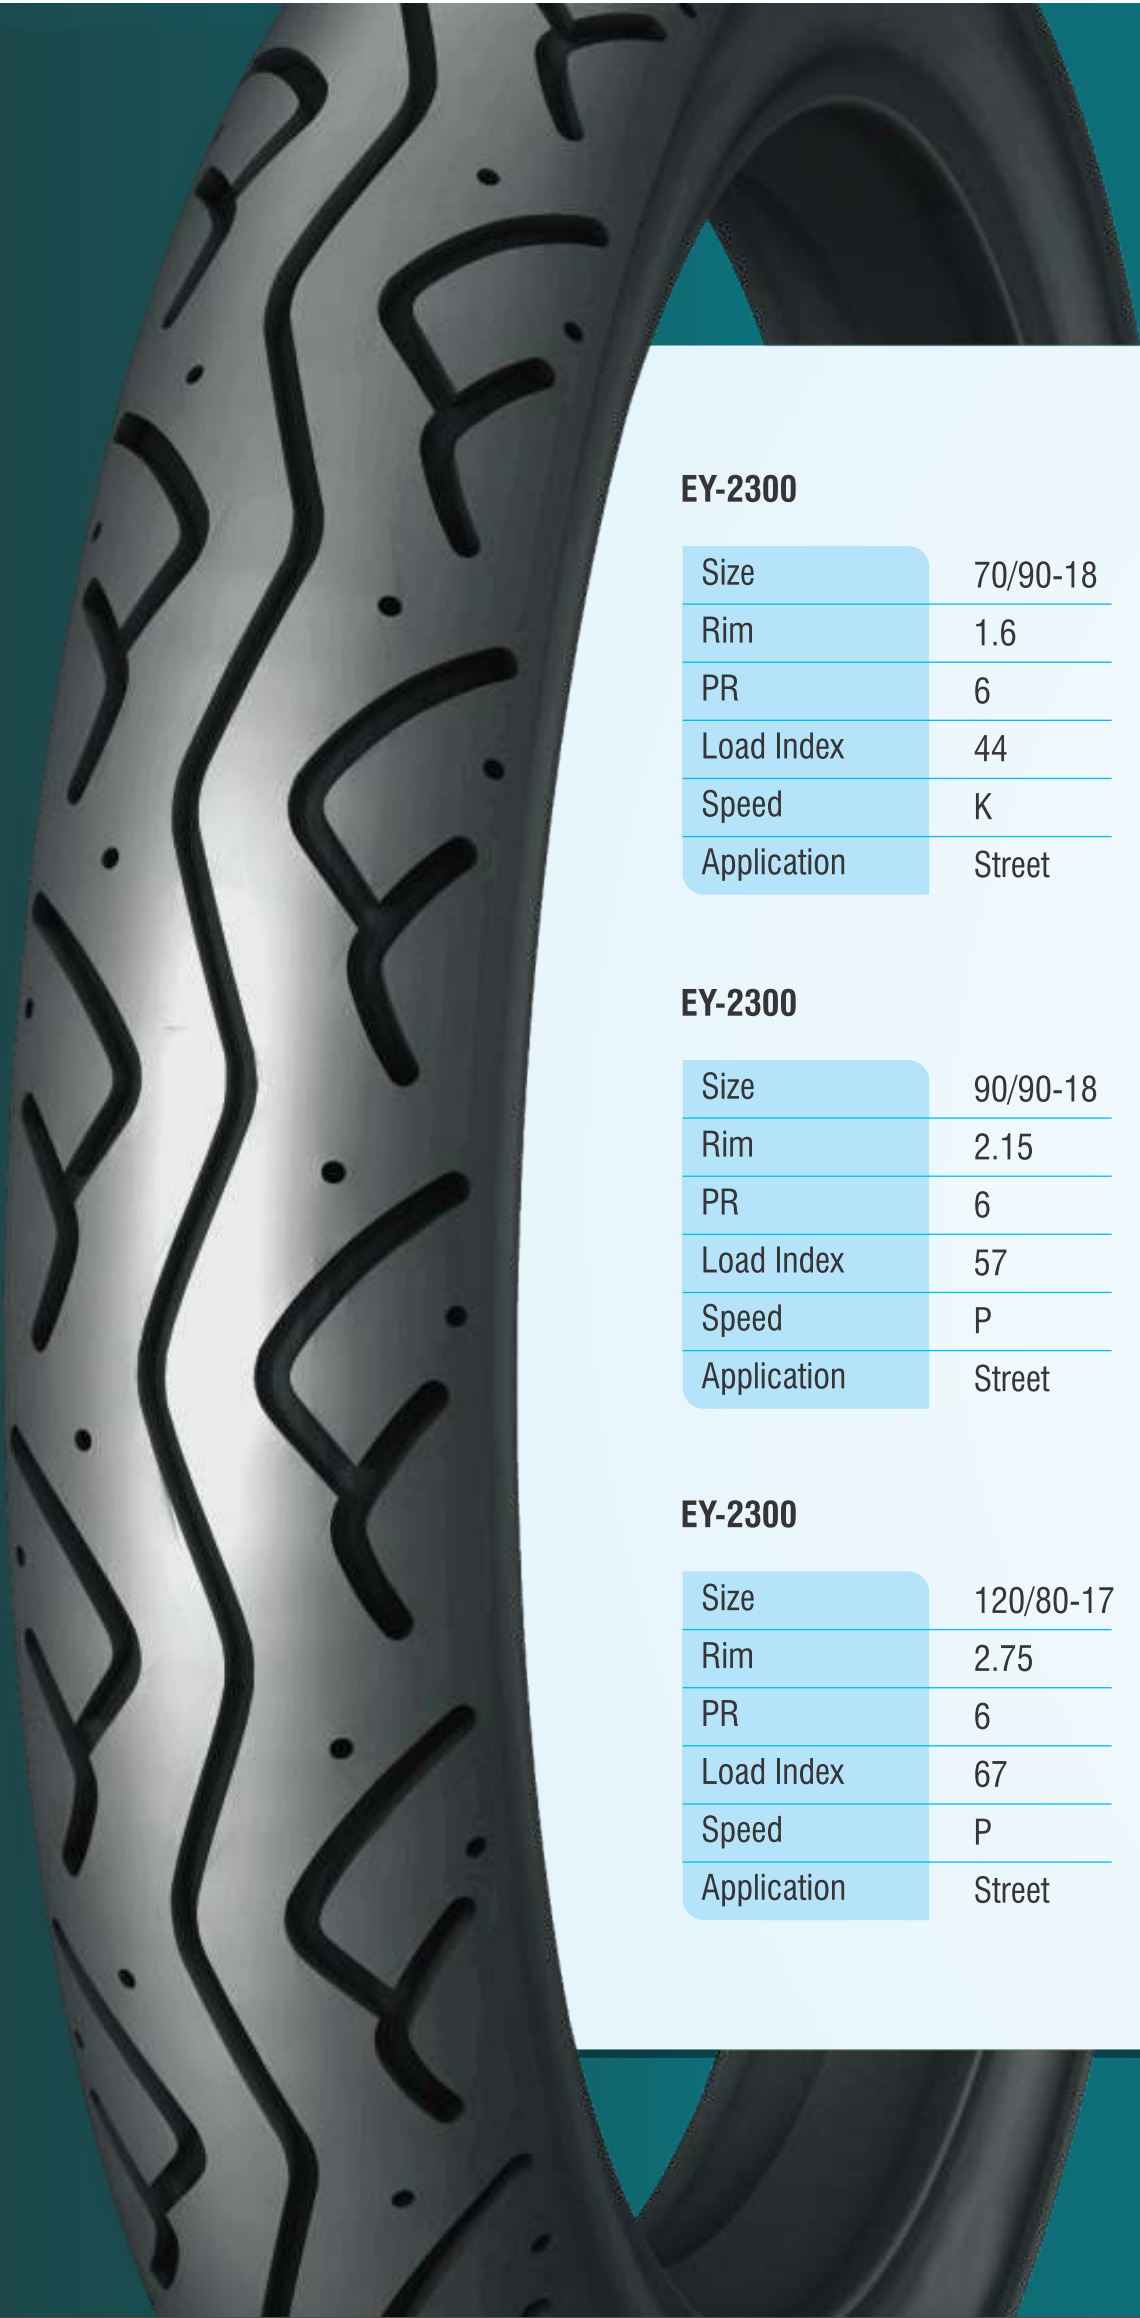 EY-2300
Size 70/90-18
Rim 1.6
PR 6
Load Index 44
Speed K
Application Street
EY-2300
Size 90/90-18
Rim 2.15
PR 6
Load Index 57
Speed P
Application Street
EY-2300
Size 120/80-17
Rim 2.75
PR 6
Load Index 67
Speed P
Application Street